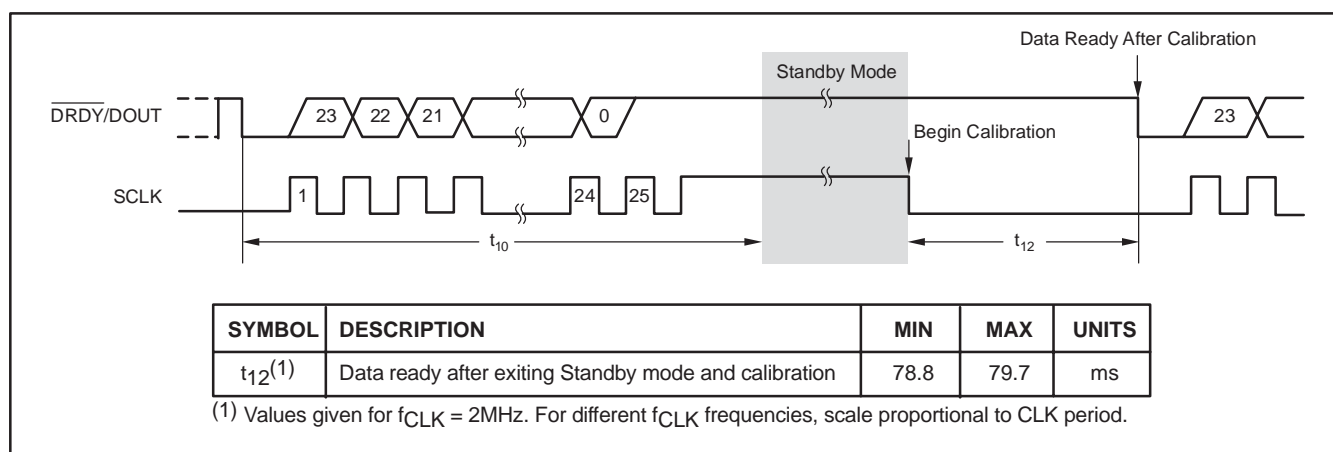 Data Ready After Calibration
Standby Mode
DRDY/DOUT
23
22
21
0
23
Begin Calibration
SCLK
1
24
25
t10
t12
SYMBOL DESCRIPTION MIN MAX UNITS
t12(1) Data ready after exiting Standby mode and calibration 78.8 79.7 ms
(1) Values given for fCLK = 2MHz. For different fCLK frequencies, scale proportional to CLK period.